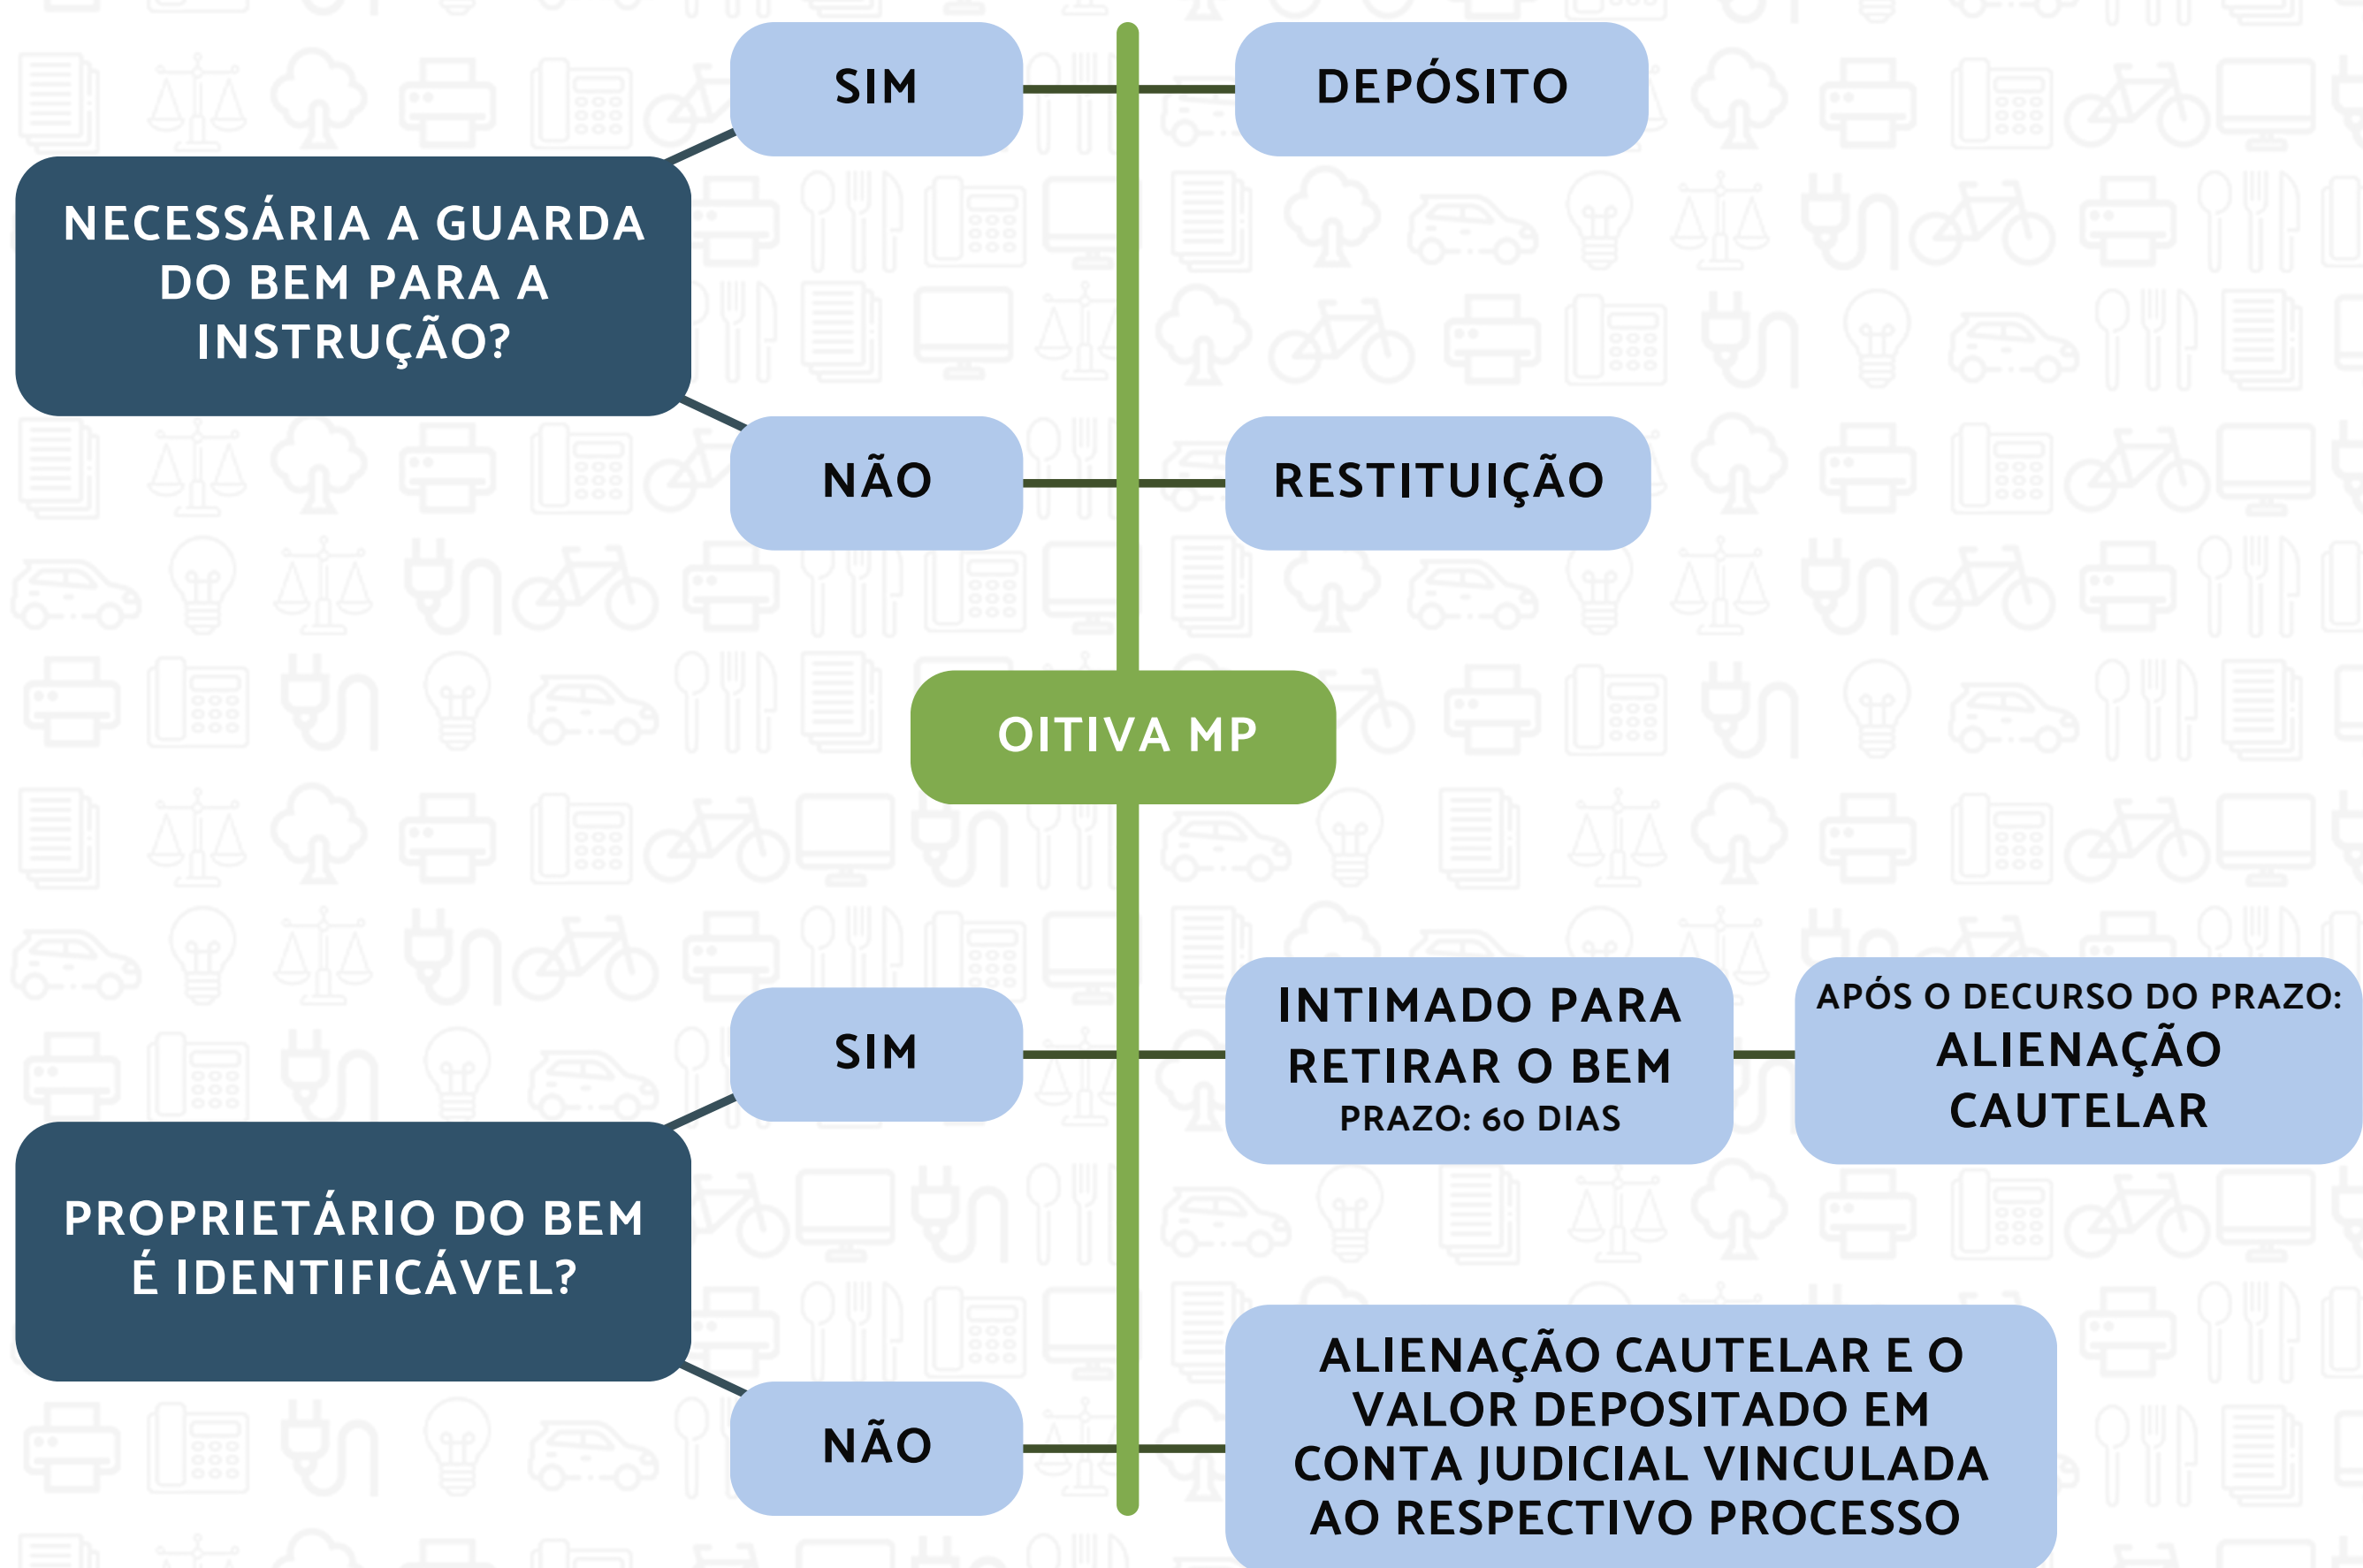 SIM
DEPÓSITO
NECESSÁRIA A GUARDA
DO BEM PARA A
INSTRUÇÃO?
NÃO
RESTITUIÇÃO
OITIVA MP
SIM
INTIMADO PARA
RETIRAR O BEM
PRAZO: 60 DIAS
APÓS O DECURSO DO PRAZO:
ALIENAÇÃO
CAUTELAR
PROPRIETÁRIO DO BEM
É IDENTIFICÁVEL?
NÃO
ALIENAÇÃO CAUTELAR E O
VALOR DEPOSITADO EM
CONTA JUDICIAL VINCULADA
AO RESPECTIVO PROCESSO